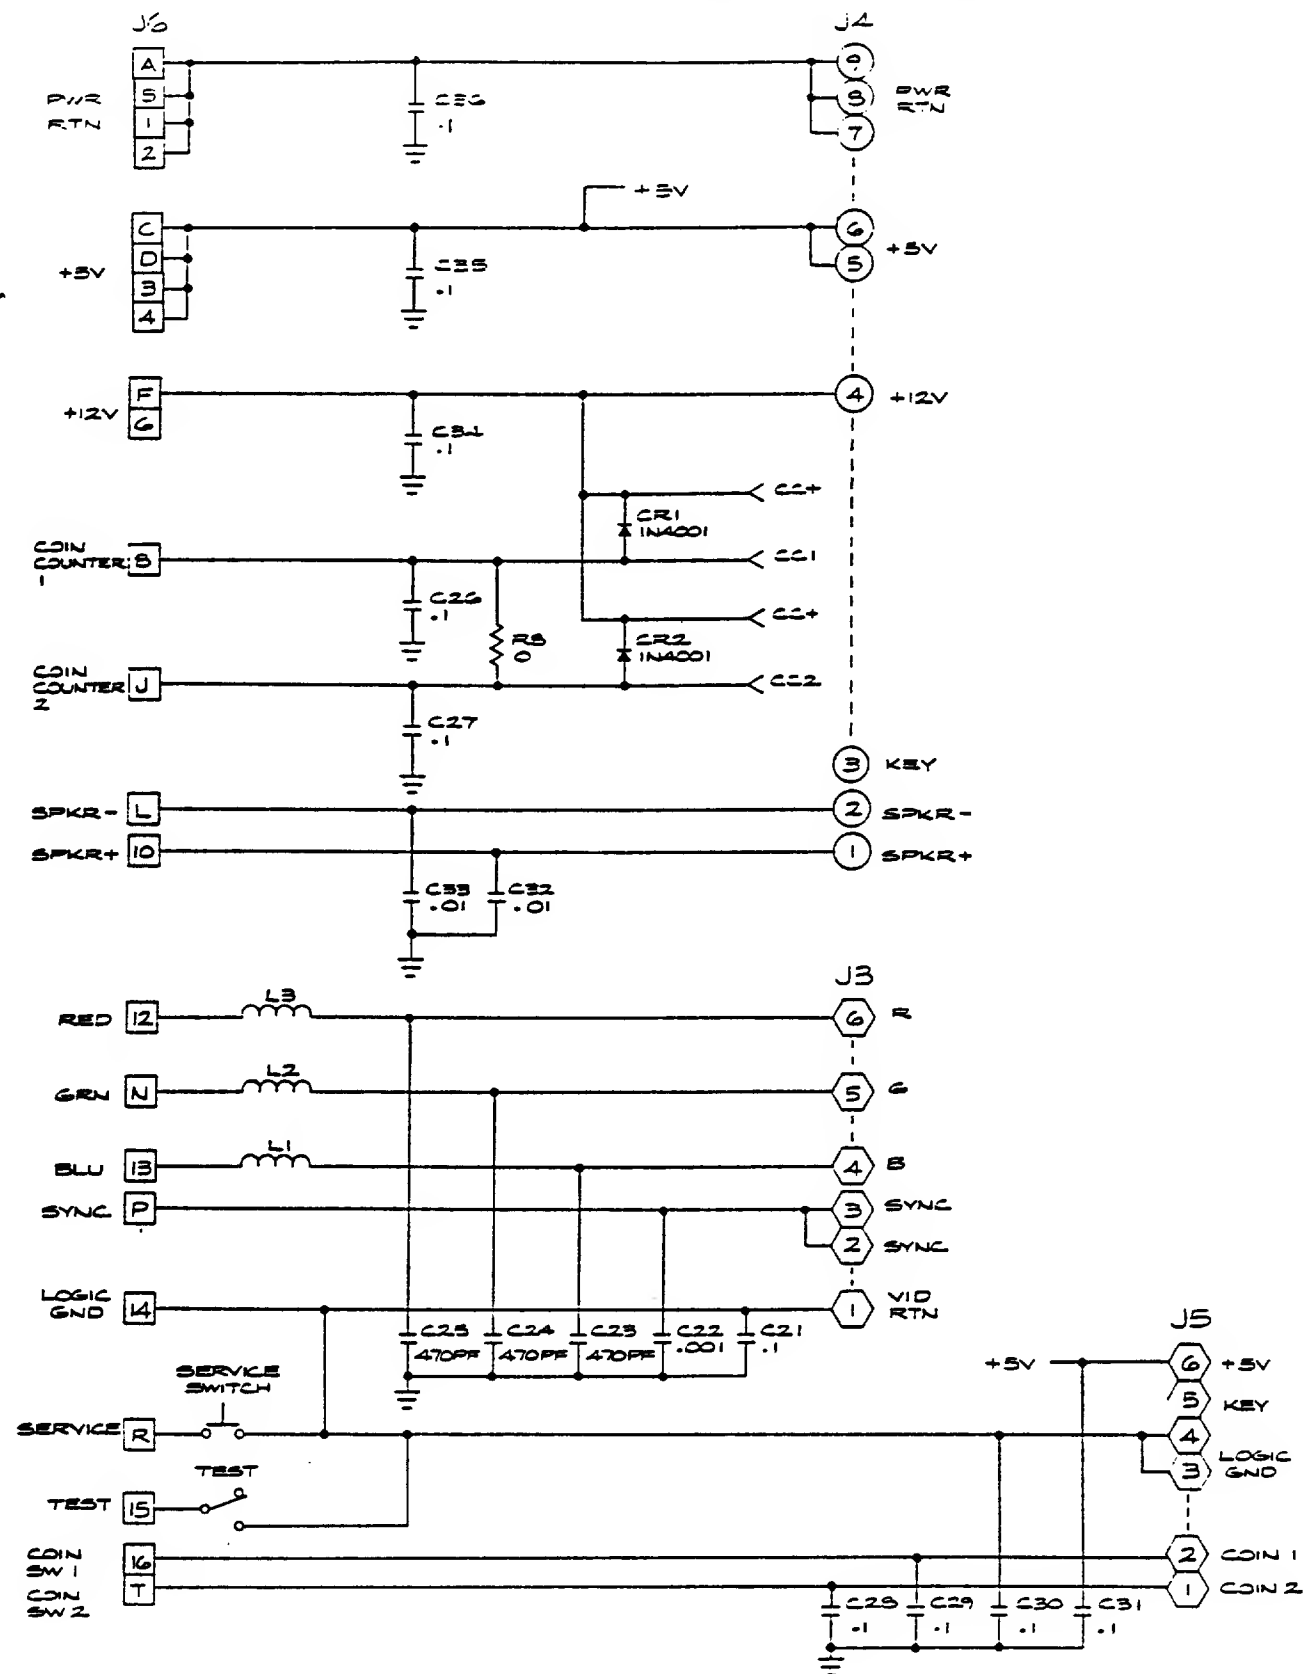 J6
J4
A
9
PWR
RTN
5
1
2
C36
.1
8
7
PWR
RTN
+5V
C
D
3
4
+5V
C35
.1
6
5
+5V
F
6
+12V
C34
.1
4
+12V
CC+
CR1
1N4001
COIN
COUNTER
1
8
CC1
C26
.1
CC+
R8
0
CR2
1N4001
COIN
COUNTER
2
J
CC2
C27
.1
3
KEY
SPKR-
L
2
SPKR-
SPKR+
10
1
SPKR+
C33
.01
C32
.01
J3
RED
12
L3
6
R
GRN
N
L2
5
G
BLU
13
L1
4
B
SYNC
P
3
SYNC
2
SYNC
LOGIC
GND
14
1
VID
RTN
C25
470PF
C24
470PF
C23
470PF
C22
.001
C21
.1
J5
SERVICE
SWITCH
+5V
6
+5V
5
KEY
SERVICE
R
4
3
LOGIC
GND
TEST
TEST
15
COIN
SW 1
16
2
COIN 1
COIN
SW 2
T
1
COIN 2
C28
.1
C29
.1
C30
.1
C31
.1